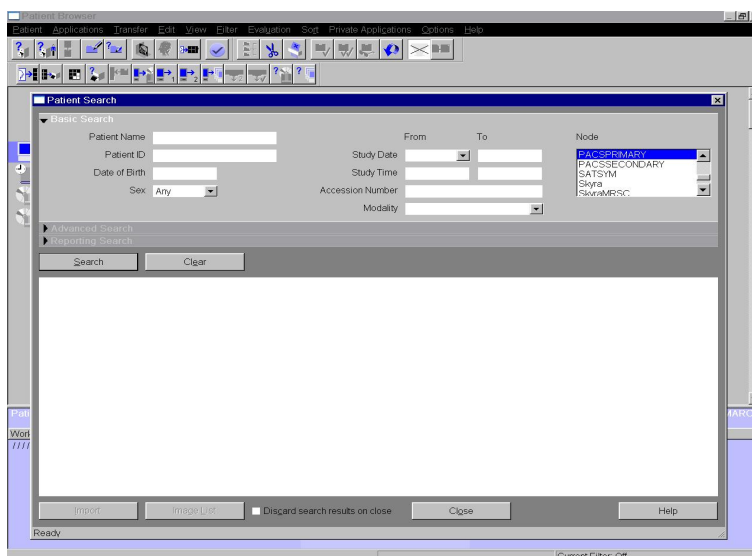 Patient Browser
Patient Applications Transfer Edit View Filter Evaluation Sort Private Applications Options Help
Patient Search
Basic Search
Patient Name From To Node
Patient ID Study Date PACSPRIMARY
PACSSECONDARY
Date of Birth Study Time SATSYM
Sex Any Accession Number Skyra
SkyraMRSC
Modality
Advanced Search
Reporting Search
Search Clear
Pati MARC
Work
////
Import Image List Discard search results on close Close Help
Ready
Current Filter: Off